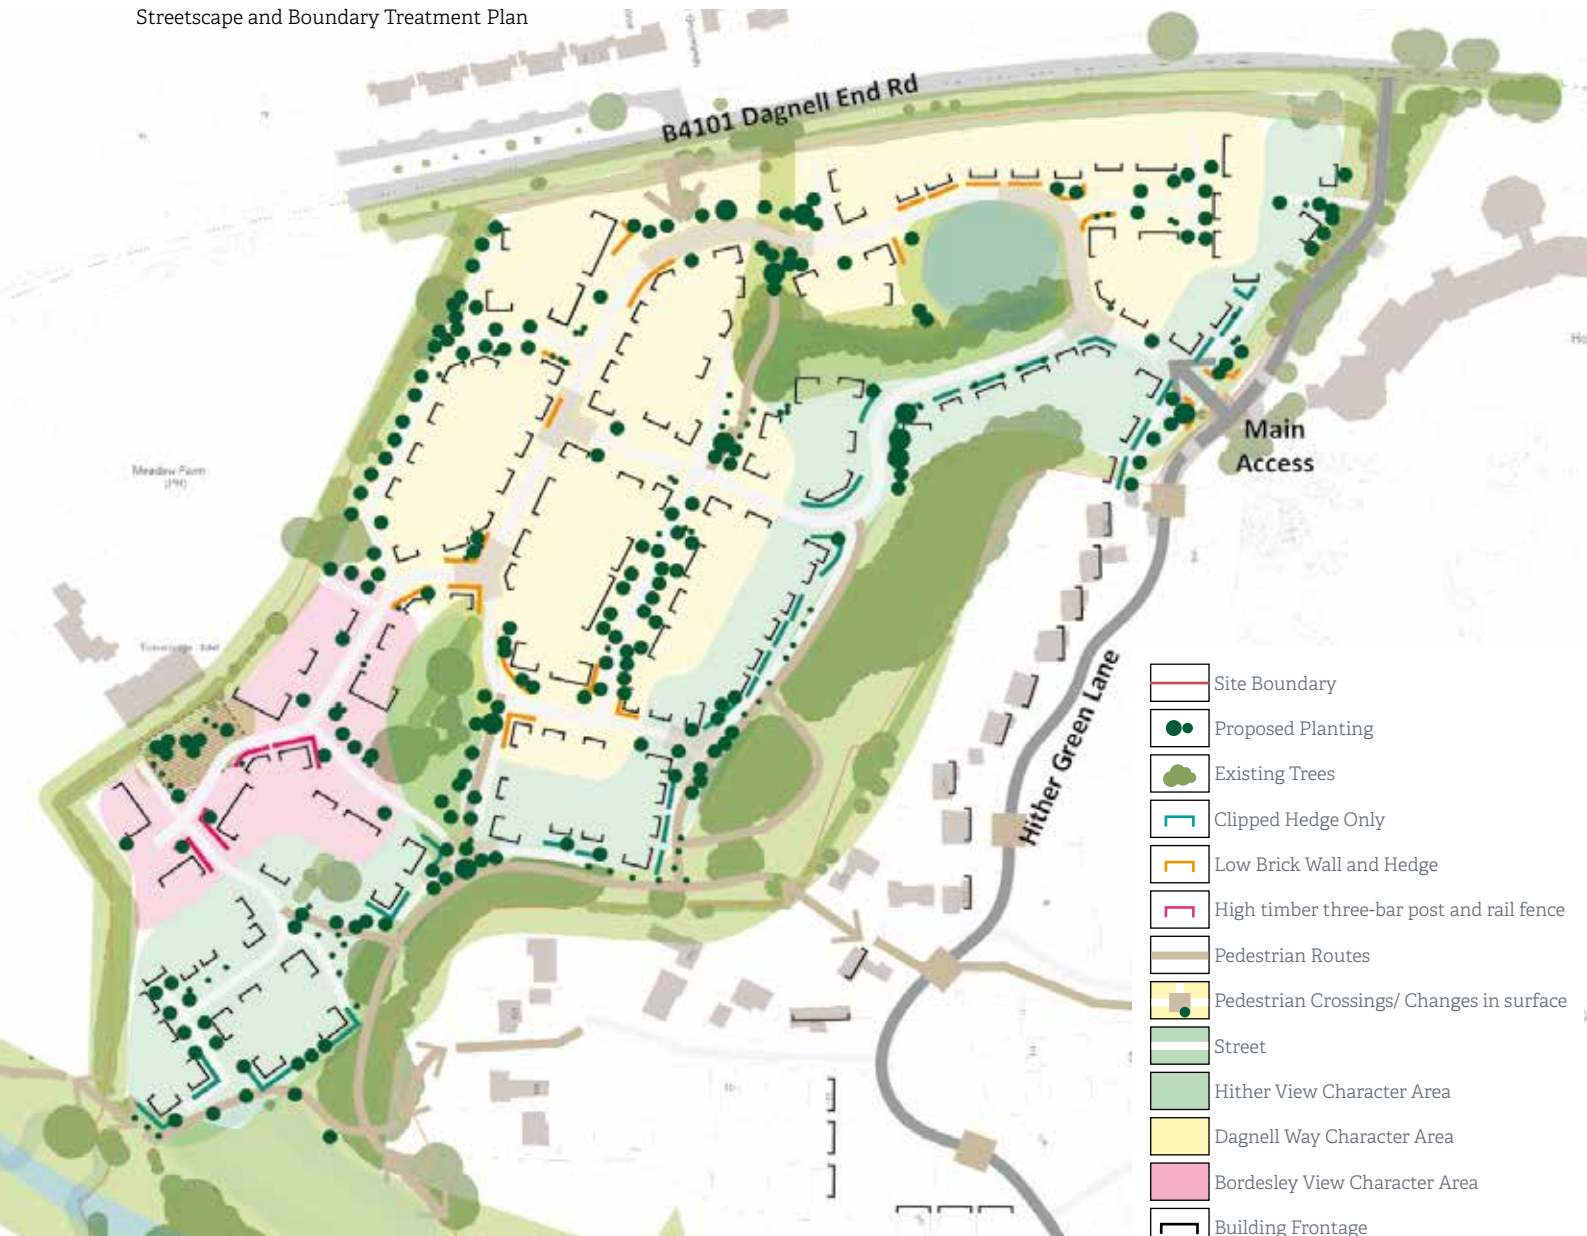 Streetscape and Boundary Treatment Plan
B4101 Dagnell End Rd
Main
Access
Meadow Farm
(PH)
Hither Green Lane
Site Boundary
Proposed Planting
Existing Trees
Clipped Hedge Only
Low Brick Wall and Hedge
High timber three-bar post and rail fence
Pedestrian Routes
Pedestrian Crossings/ Changes in surface
Street
Hither View Character Area
Dagnell Way Character Area
Bordesley View Character Area
Building Frontage